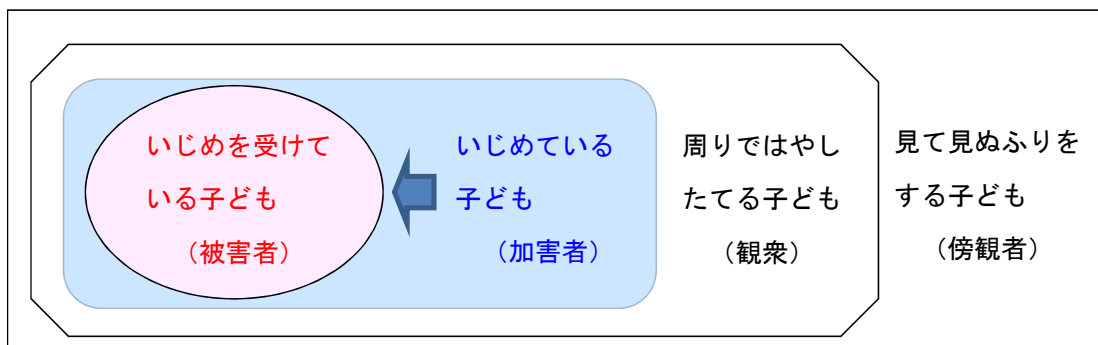 いじめを受けて
いる子ども
（被害者）
いじめている
子ども
（加害者）
周りではやし
たてる子ども
（観衆）
見て見ぬふりを
する子ども
（傍観者）